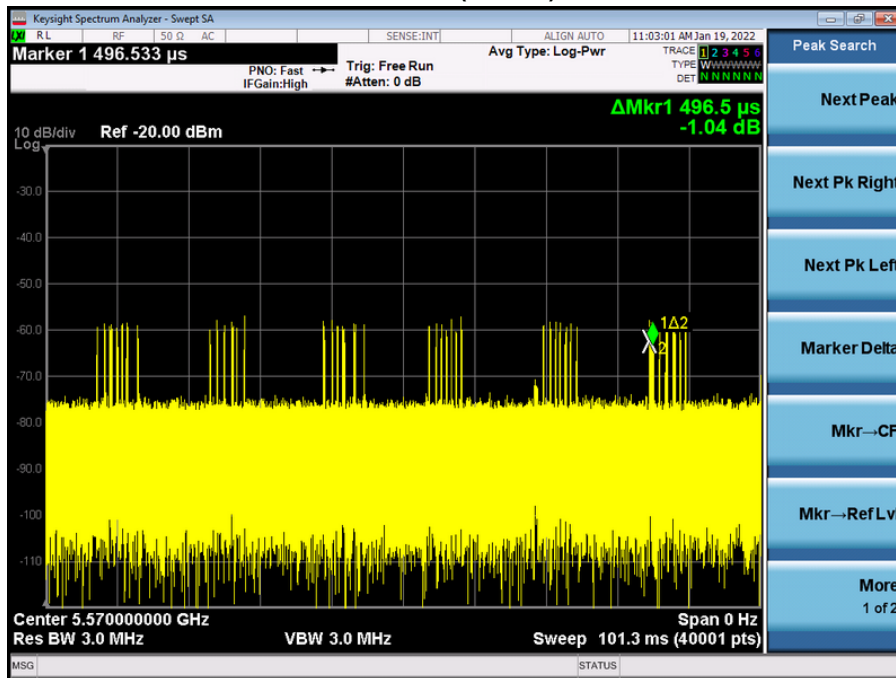 Keysight Spectrum Analyzer - Swept SA
LXI RL RF 50 Ω AC SENSE:INT ALIGN AUTO 11:03:01 AM Jan 19, 2022
Marker 1 496.533 µs
PNO: Fast
IFGain:High
Trig: Free Run
#Atten: 0 dB
Avg Type: Log-Pwr
TRACE 1 2 3 4 5 6
TYPE WWWWWW
DET N N N N N N
ΔMkr1 496.5 µs
-1.04 dB
10 dB/div Ref -20.00 dBm
Log
-30.0
-40.0
-50.0
-60.0
-70.0
-80.0
-90.0
-100
-110
1Δ2
2
Center 5.570000000 GHz Span 0 Hz
Res BW 3.0 MHz VBW 3.0 MHz Sweep 101.3 ms (40001 pts)
MSG STATUS
Peak Search
Next Peak
Next Pk Right
Next Pk Left
Marker Delta
Mkr→CF
Mkr→Ref Lvl
More
1 of 2